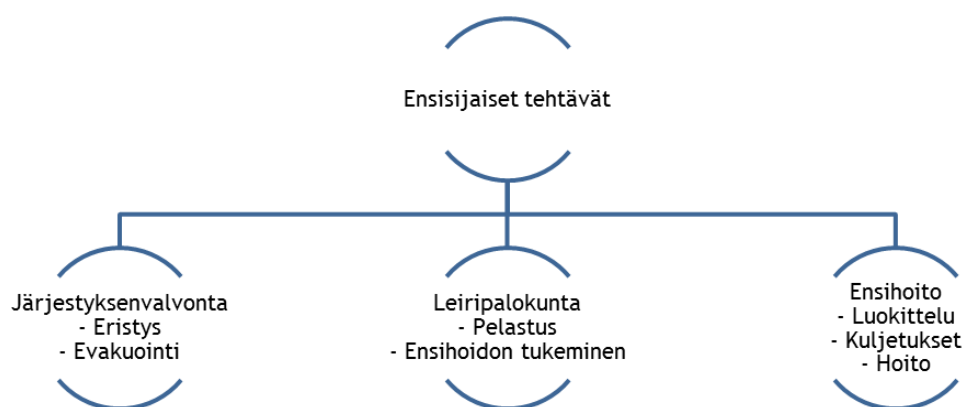 Ensisijaiset tehtävät
Järjestyksenvalvonta
- Eristys
- Evakuointi
Leiripalokunta
- Pelastus
- Ensihoidon tukeminen
Ensihoito
- Luokittelu
- Kuljetukset
- Hoito